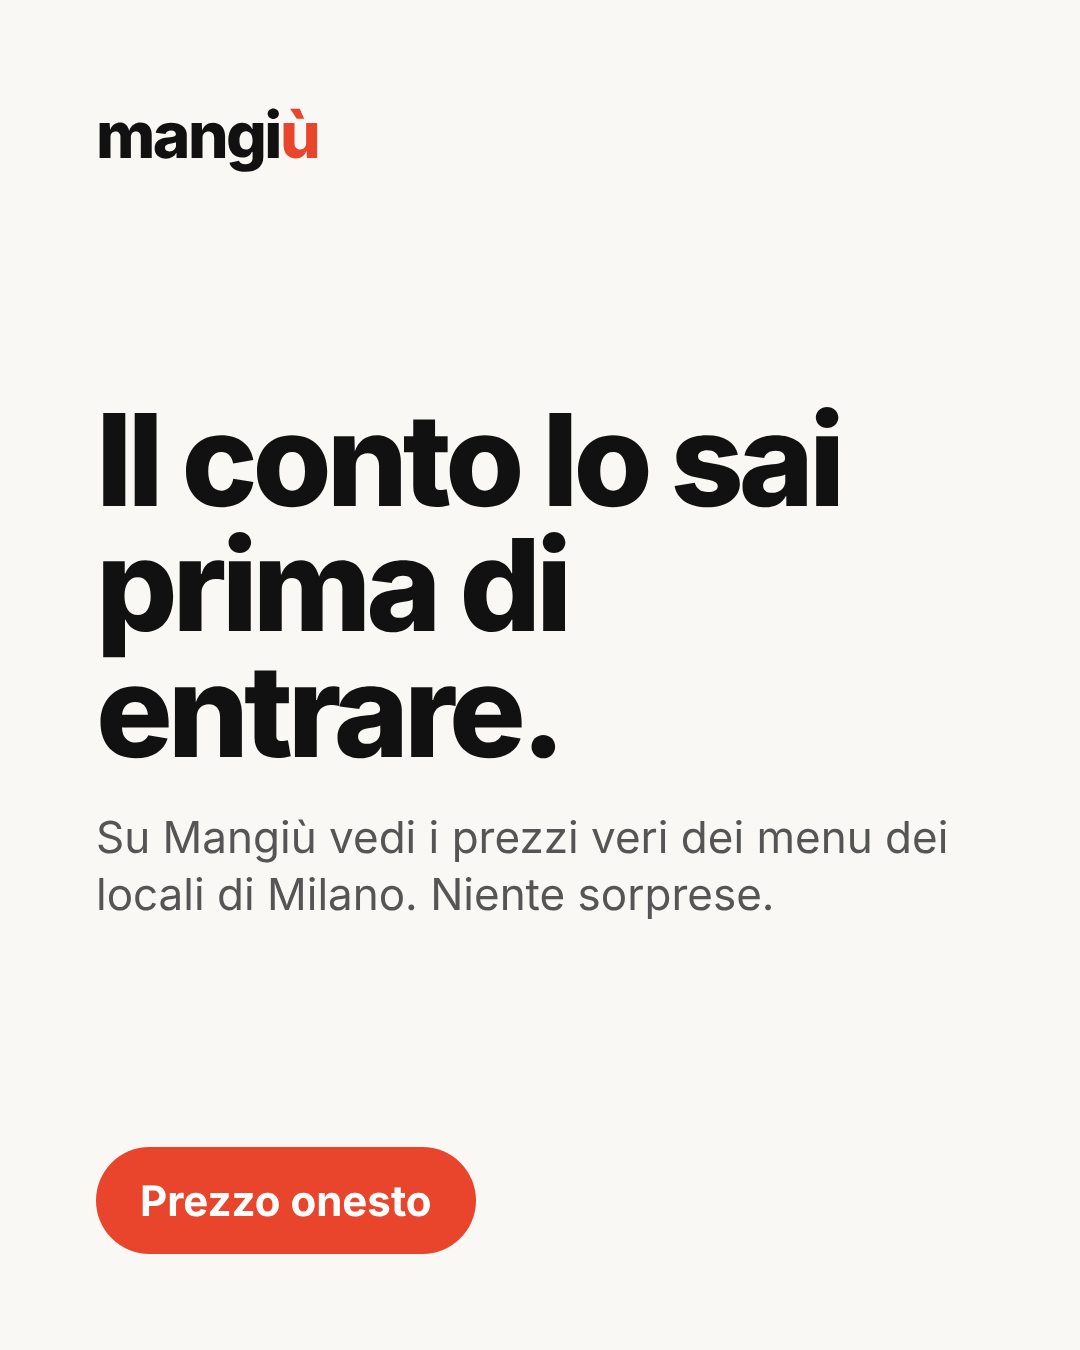 mangiù
Il conto lo sai
prima di
entrare.
Su Mangiù vedi i prezzi veri dei menu dei
locali di Milano. Niente sorprese.
Prezzo onesto